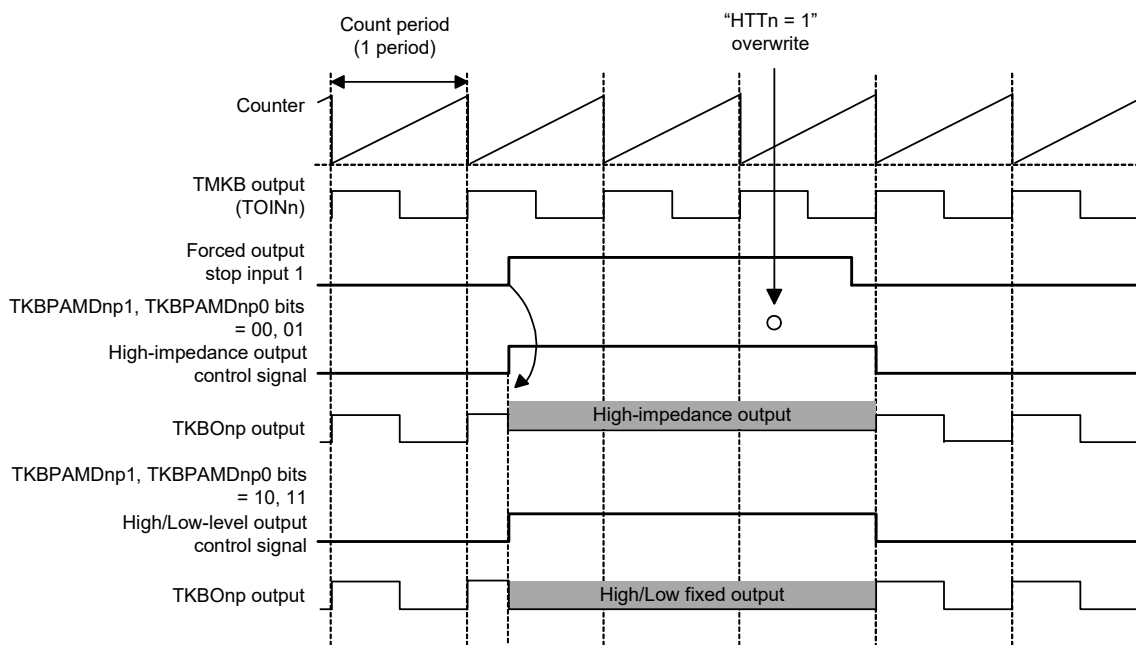 Count period
(1 period)
“HTTn = 1”
overwrite
Counter
TMKB output
(TOINn)
Forced output
stop input 1
TKBPAMDnp1, TKBPAMDnp0 bits
= 00, 01
High-impedance output
control signal
High-impedance output
TKBOnp output
TKBPAMDnp1, TKBPAMDnp0 bits
= 10, 11
High/Low-level output
control signal
TKBOnp output
High/Low fixed output